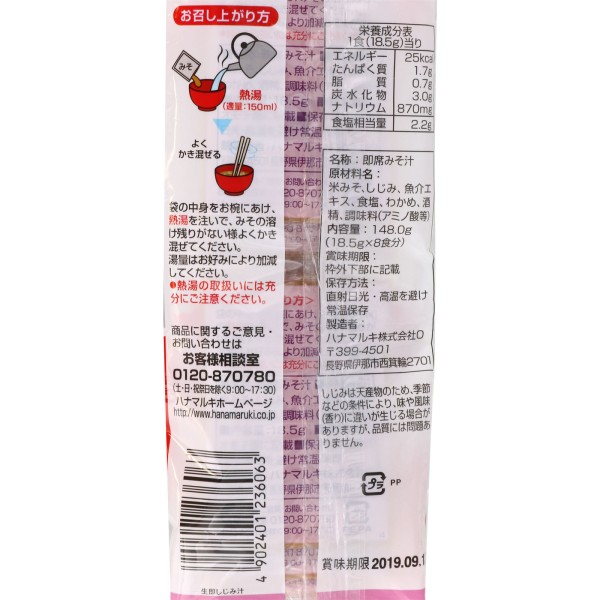 お召し上がり方
みそ
熱湯
(適量:150ml)
よく
かき混ぜる
袋の中身をお椀にあけ、
熱湯を注いで、みその溶
け残りがない様よくかき
混ぜてください。
湯量はお好みにより加減
してください。
熱湯の取扱いには充
分にご注意ください。
商品に関するご意見・
お問い合わせは
お客様相談室
0120-870780
(土・日・祝祭日を除く9:00〜17:30)
ハナマルキホームページ
http://www.hanamaruki.co.jp
4 902401 236063
生即しじみ汁
栄養成分表
1食(18.5g)当り
エネルギー 25kcal
たんぱく質 1.7g
脂質 0.7g
炭水化物 3.0g
ナトリウム 870mg
食塩相当量 2.2g
名称:即席みそ汁
原材料名:
米みそ、しじみ、魚介エ
キス、食塩、わかめ、酒
精、調味料(アミノ酸等)
内容量:148.0g
(18.5g×8食分)
賞味期限:
枠外下部に記載
保存方法:
直射日光・高温を避け
常温保存
製造者:
ハナマルキ株式会社O
〒399-4501
長野県伊那市西箕輪2701
しじみは天産物のため、季節
などの条件により、味や風味
(香り)に違いが生じる場合が
ありますが、品質には問題あ
りません。
プラ PP
賞味期限 2019.09.1